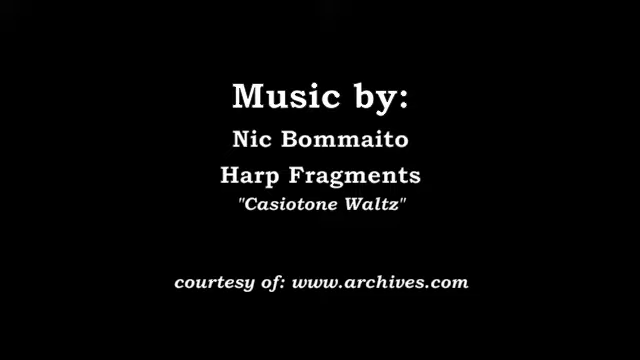 Music by:
Nic Bommaito
Harp Fragments
"Casiotone Waltz"
courtesy of: www.archives.com